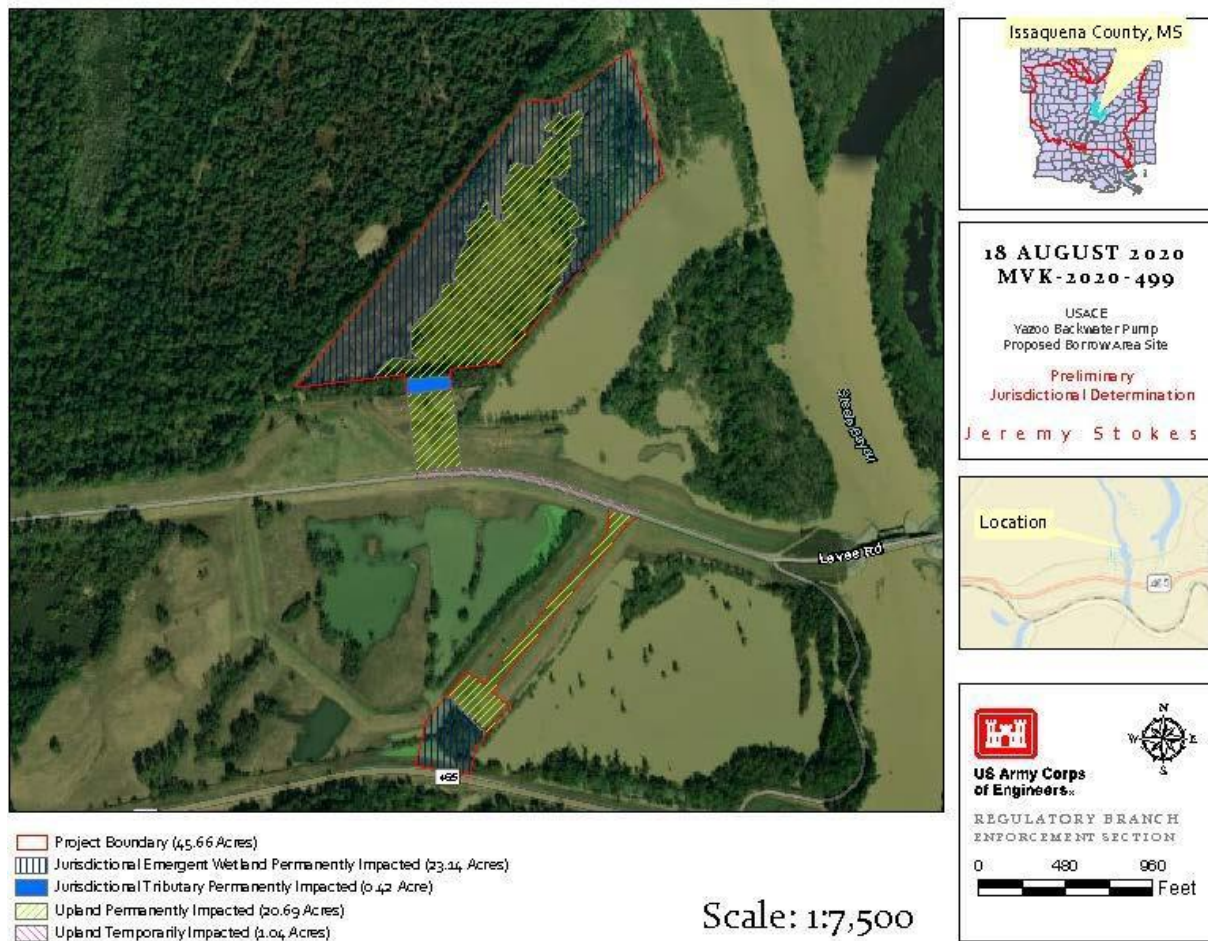 Issaquena County, MS
18 AUGUST 2020
MVK-2020-499
USACE
Yazoo Backwater Pump
Proposed Borrow Area Site
Preliminary
Jurisdictional Determination
Jeremy Stokes
Location
465
Steele Bayou
Levee Rd
465
US Army Corps
of Engineers®
N
W E
S
REGULATORY BRANCH
ENFORCEMENT SECTION
0 480 960
Feet
Project Boundary (45.66 Acres)
Jurisdictional Emergent Wetland Permanently Impacted (23.14 Acres)
Jurisdictional Tributary Permanently Impacted (0.42 Acre)
Upland Permanently Impacted (20.69 Acres)
Upland Temporarily Impacted (1.04 Acres)
Scale: 1:7,500